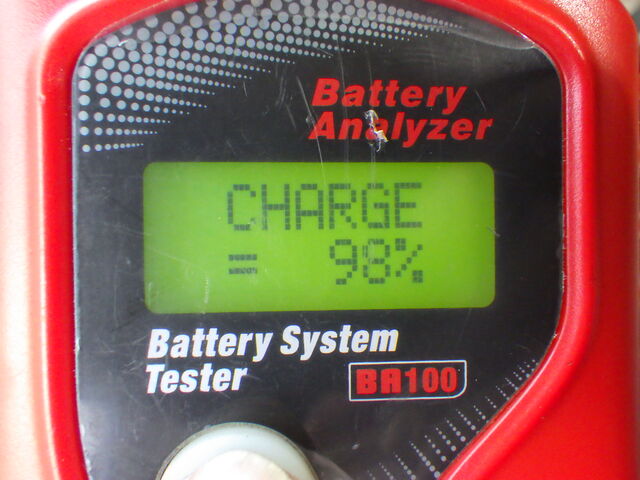 Battery
Analyzer
CHARGE
= 98%
Battery System
Tester
BA100